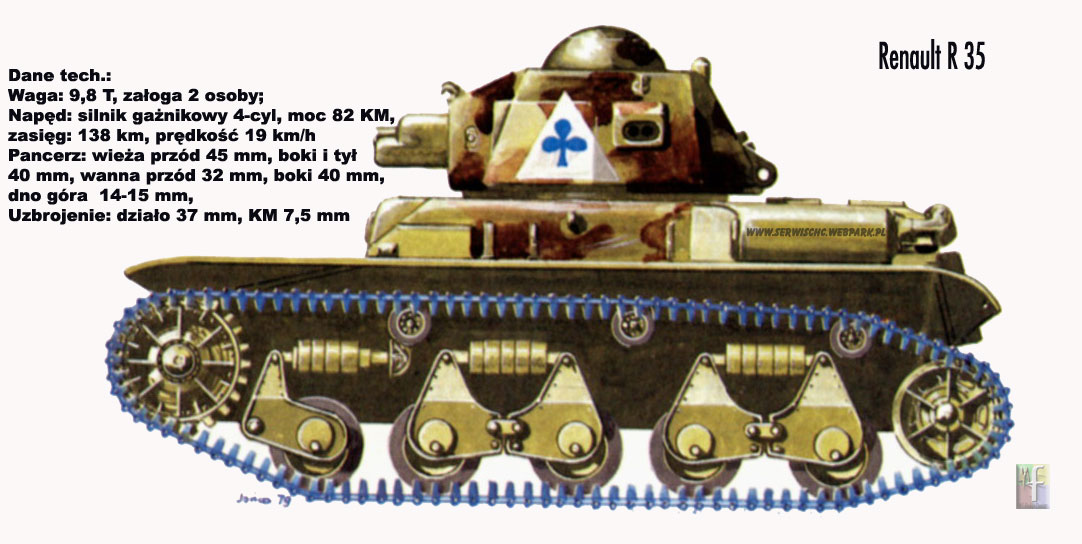 Renault R 35
Dane tech.:
Waga: 9,8 T, załoga 2 osoby;
Napęd: silnik gaźnikowy 4-cyl, moc 82 KM,
zasięg: 138 km, prędkość 19 km/h
Pancerz: wieża przód 45 mm, boki i tył
40 mm, wanna przód 32 mm, boki 40 mm,
dno góra 14-15 mm,
Uzbrojenie: działo 37 mm, KM 7,5 mm
WWW.SERWISCHC.WEBPARK.PL
79